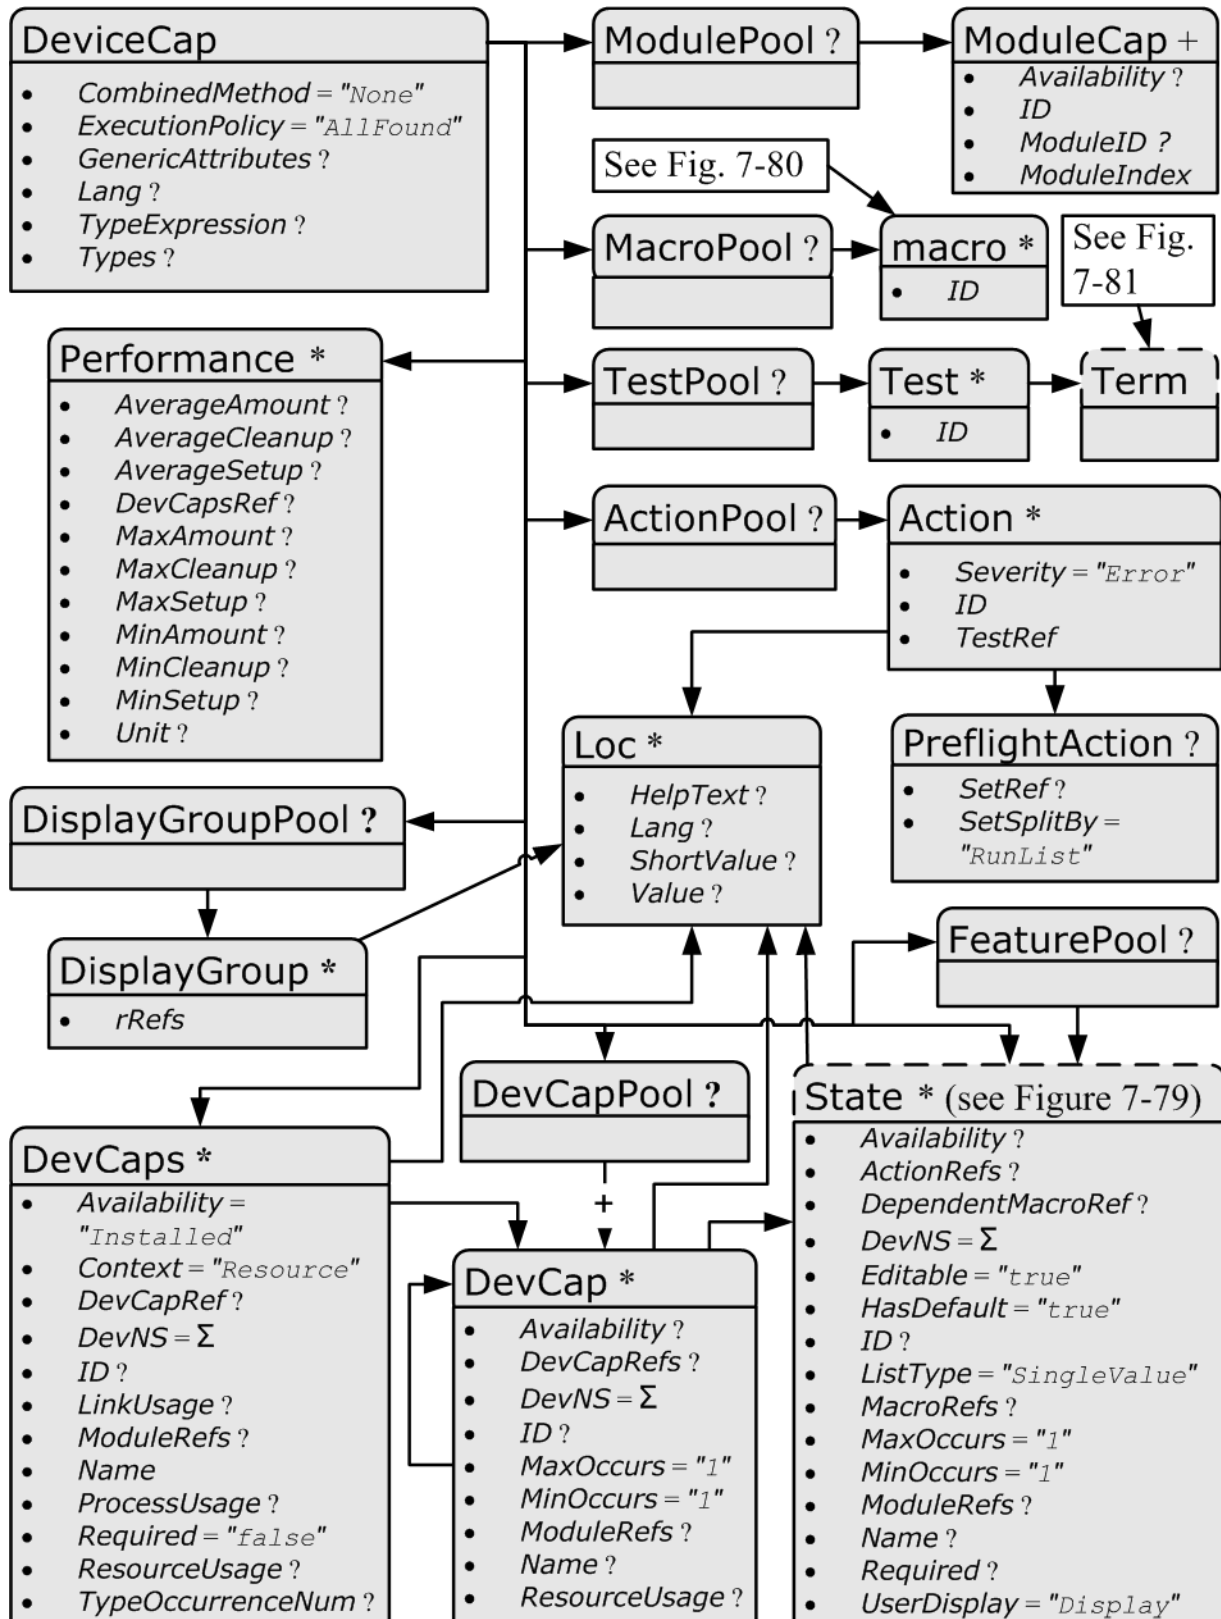 DeviceCap
• CombinedMethod = "None"
• ExecutionPolicy = "AllFound"
• GenericAttributes ?
• Lang ?
• TypeExpression ?
• Types ?
ModulePool ?
ModuleCap +
• Availability ?
• ID
• ModuleID ?
• ModuleIndex
See Fig. 7-80
MacroPool ?
macro *
• ID
See Fig.
7-81
Performance *
• AverageAmount ?
• AverageCleanup ?
• AverageSetup ?
• DevCapsRef ?
• MaxAmount ?
• MaxCleanup ?
• MaxSetup ?
• MinAmount ?
• MinCleanup ?
• MinSetup ?
• Unit ?
TestPool ?
Test *
• ID
Term
ActionPool ?
Action *
• Severity = "Error"
• ID
• TestRef
Loc *
• HelpText ?
• Lang ?
• ShortValue ?
• Value ?
PreflightAction ?
• SetRef ?
• SetSplitBy =
"RunList"
DisplayGroupPool ?
DisplayGroup *
• rRefs
FeaturePool ?
DevCapPool ?
+
State * (see Figure 7-79)
• Availability ?
• ActionRefs ?
• DependentMacroRef ?
• DevNS = Σ
• Editable = "true"
• HasDefault = "true"
• ID ?
• ListType = "SingleValue"
• MacroRefs ?
• MaxOccurs = "1"
• MinOccurs = "1"
• ModuleRefs ?
• Name ?
• Required ?
• UserDisplay = "Display"
DevCaps *
• Availability =
"Installed"
• Context = "Resource"
• DevCapRef ?
• DevNS = Σ
• ID ?
• LinkUsage ?
• ModuleRefs ?
• Name
• ProcessUsage ?
• Required = "false"
• ResourceUsage ?
• TypeOccurrenceNum ?
DevCap *
• Availability ?
• DevCapRefs ?
• DevNS = Σ
• ID ?
• MaxOccurs = "1"
• MinOccurs = "1"
• ModuleRefs ?
• Name ?
• ResourceUsage ?